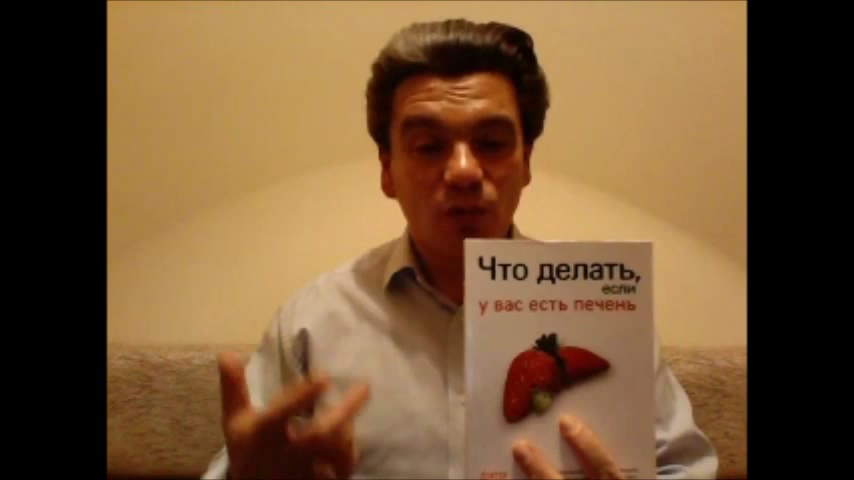 Что делать,
если
у вас есть печень